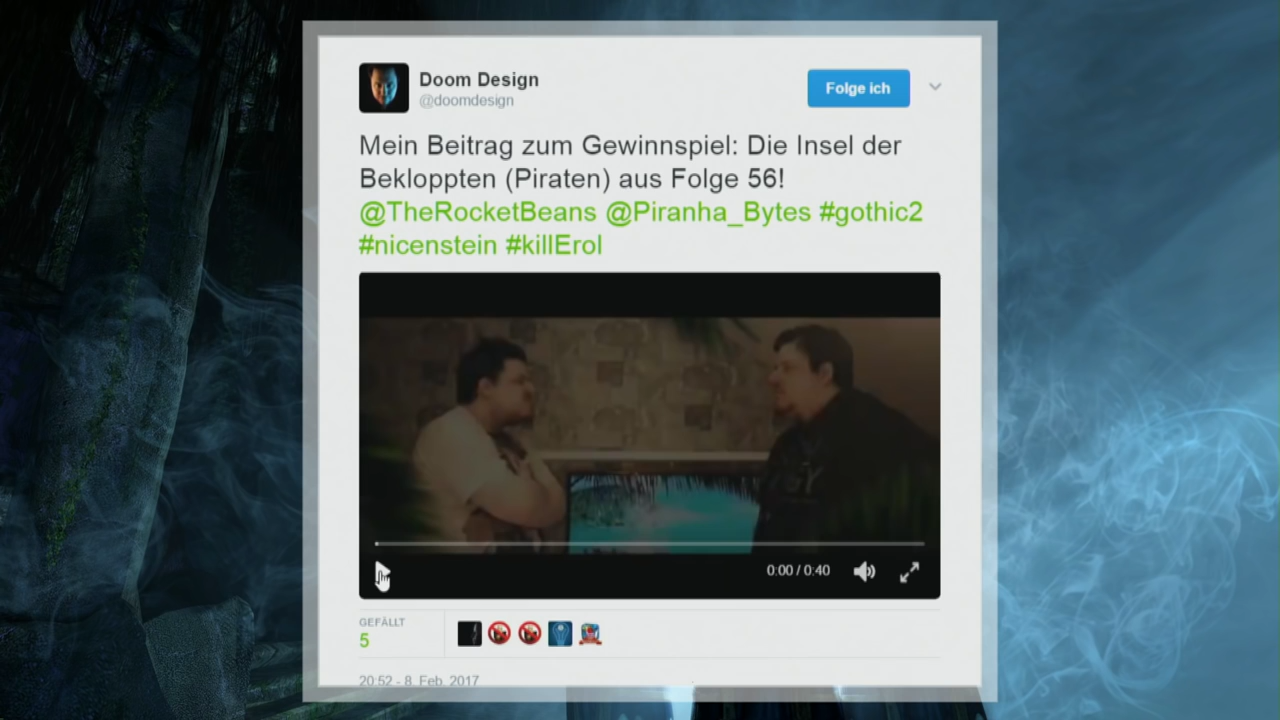 Doom Design
@doomdesign
Folge ich
Mein Beitrag zum Gewinnspiel: Die Insel der
Bekloppten (Piraten) aus Folge 56!
@TheRocketBeans @Piranha_Bytes #gothic2
#nicenstein #killErol
0:00 / 0:40
GEFÄLLT
5
20:52 - 8. Feb. 2017